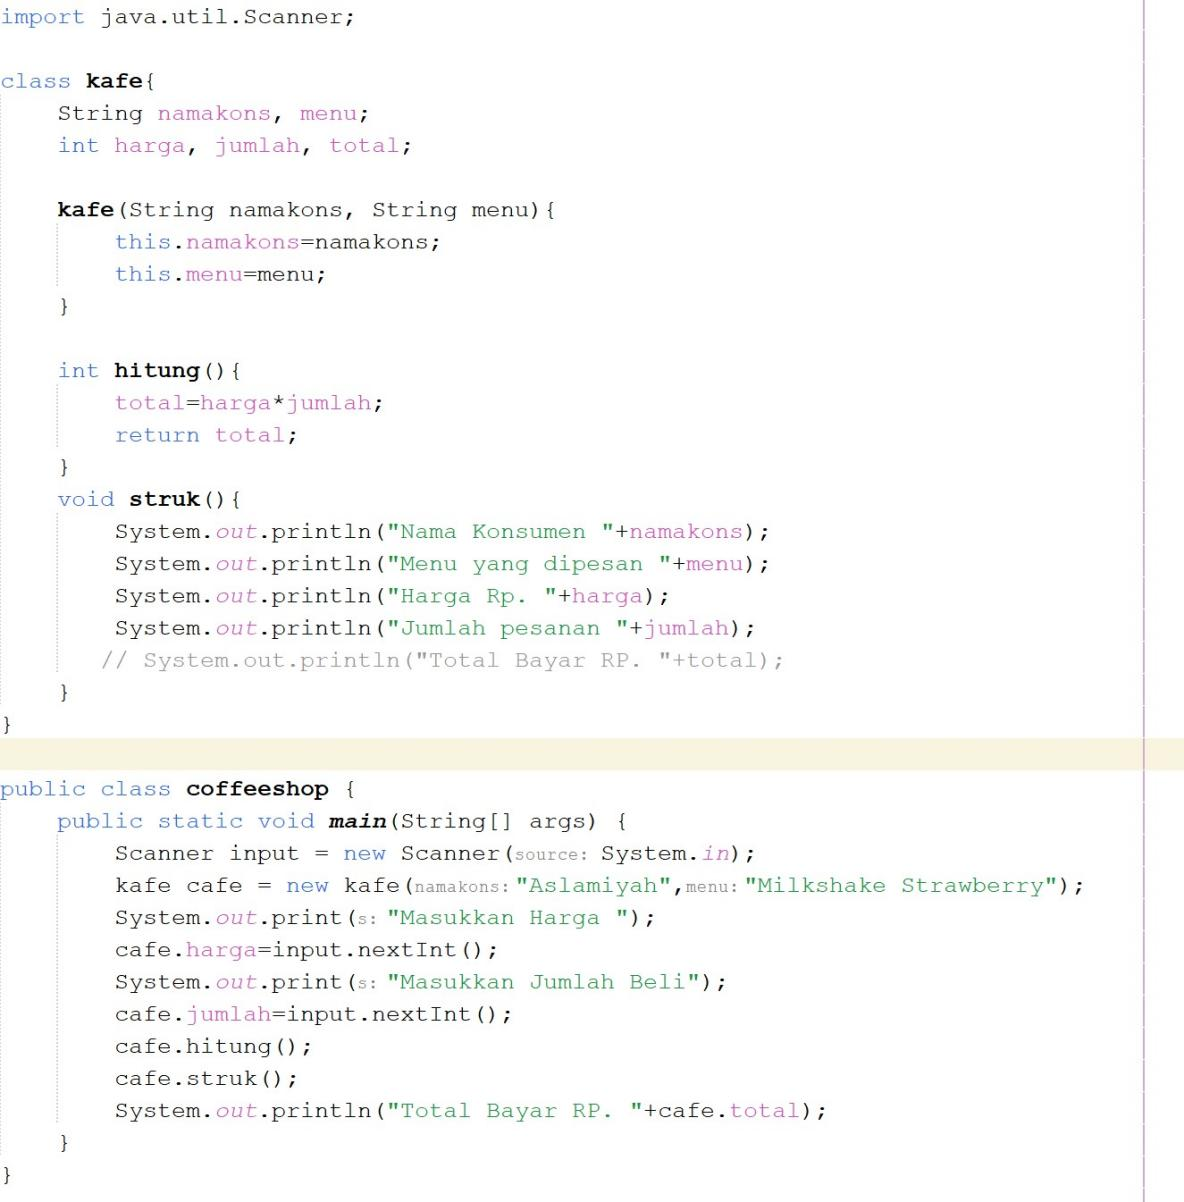 import java.util.Scanner;
class kafe{
String namakons, menu;
int harga, jumlah, total;
kafe(String namakons, String menu){
this.namakons=namakons;
this.menu=menu;
}
int hitung(){
total=harga*jumlah;
return total;
}
void struk(){
System.out.println("Nama Konsumen "+namakons);
System.out.println("Menu yang dipesan "+menu);
System.out.println("Harga Rp. "+harga);
System.out.println("Jumlah pesanan "+jumlah);
// System.out.println("Total Bayar RP. "+total);
}
}
public class coffeeshop {
public static void main(String[] args) {
Scanner input = new Scanner(source: System.in);
kafe cafe = new kafe(namakons: "Aslamiyah",menu: "Milkshake Strawberry");
System.out.print(s: "Masukkan Harga ");
cafe.harga=input.nextInt();
System.out.print(s: "Masukkan Jumlah Beli");
cafe.jumlah=input.nextInt();
cafe.hitung();
cafe.struk();
System.out.println("Total Bayar RP. "+cafe.total);
}
}